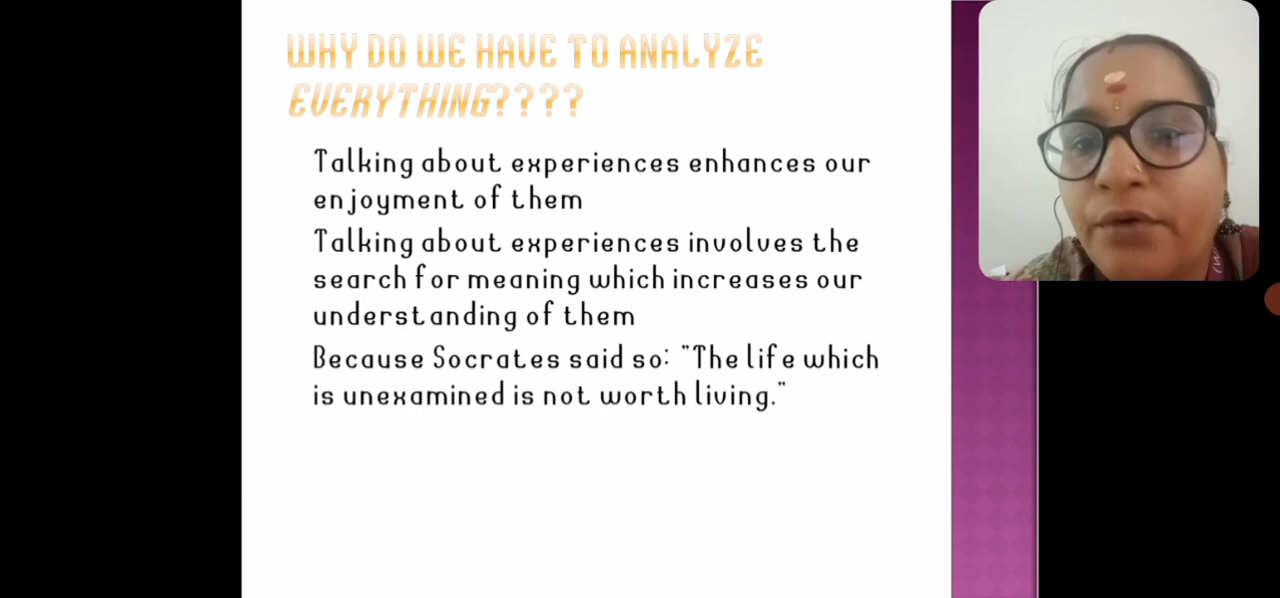 WHY DO WE HAVE TO ANALYZE
EVERYTHING????
Talking about experiences enhances our
enjoyment of them
Talking about experiences involves the
search for meaning which increases our
understanding of them
Because Socrates said so: "The life which
is unexamined is not worth living."